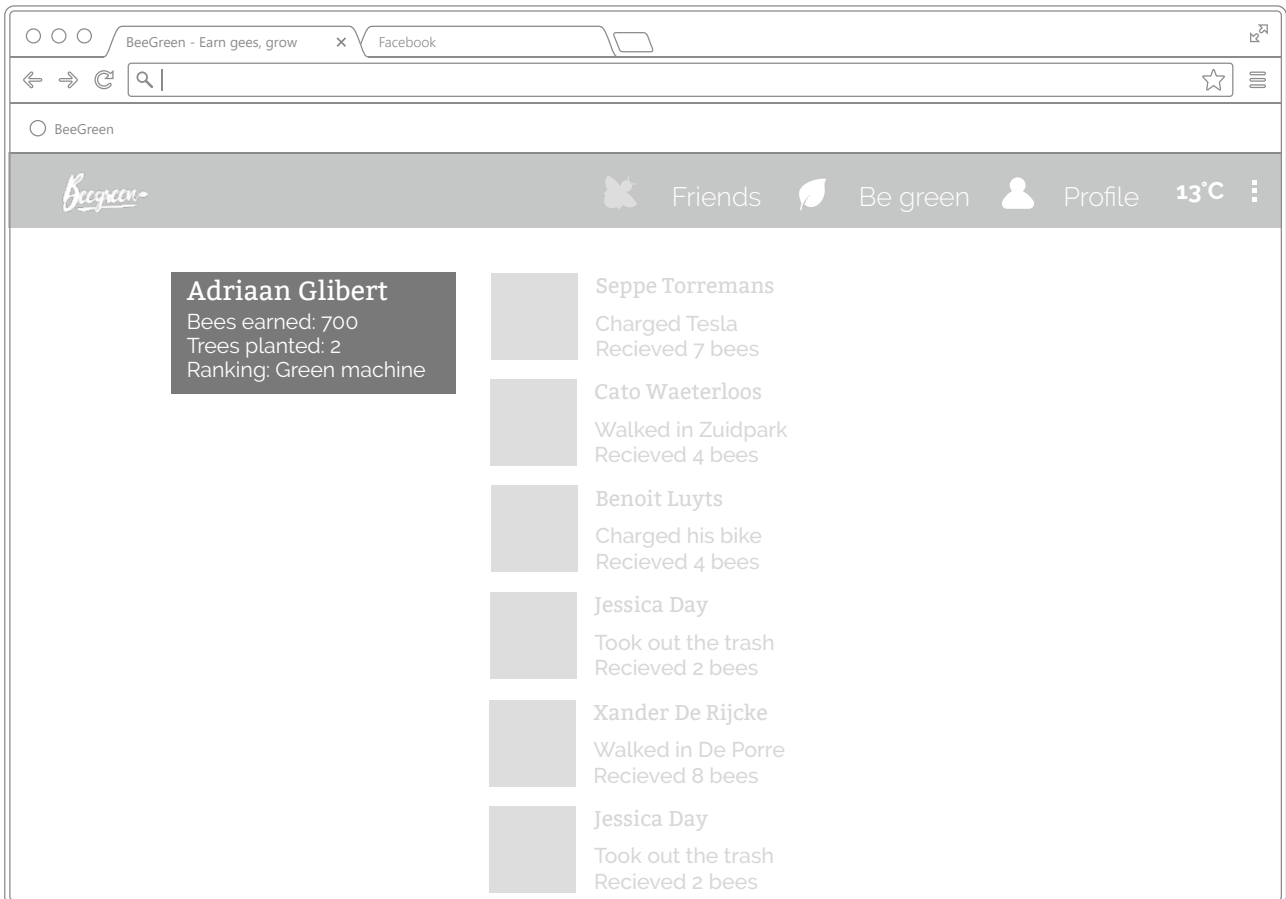 BeeGreen - Earn gees, grow
Facebook
BeeGreen
Beegreen
Friends
Be green
Profile
13°C
Adriaan Glibert
Bees earned: 700
Trees planted: 2
Ranking: Green machine
Seppe Torremans
Charged Tesla
Recieved 7 bees
Cato Waeterloos
Walked in Zuidpark
Recieved 4 bees
Benoit Luyts
Charged his bike
Recieved 4 bees
Jessica Day
Took out the trash
Recieved 2 bees
Xander De Rijcke
Walked in De Porre
Recieved 8 bees
Jessica Day
Took out the trash
Recieved 2 bees